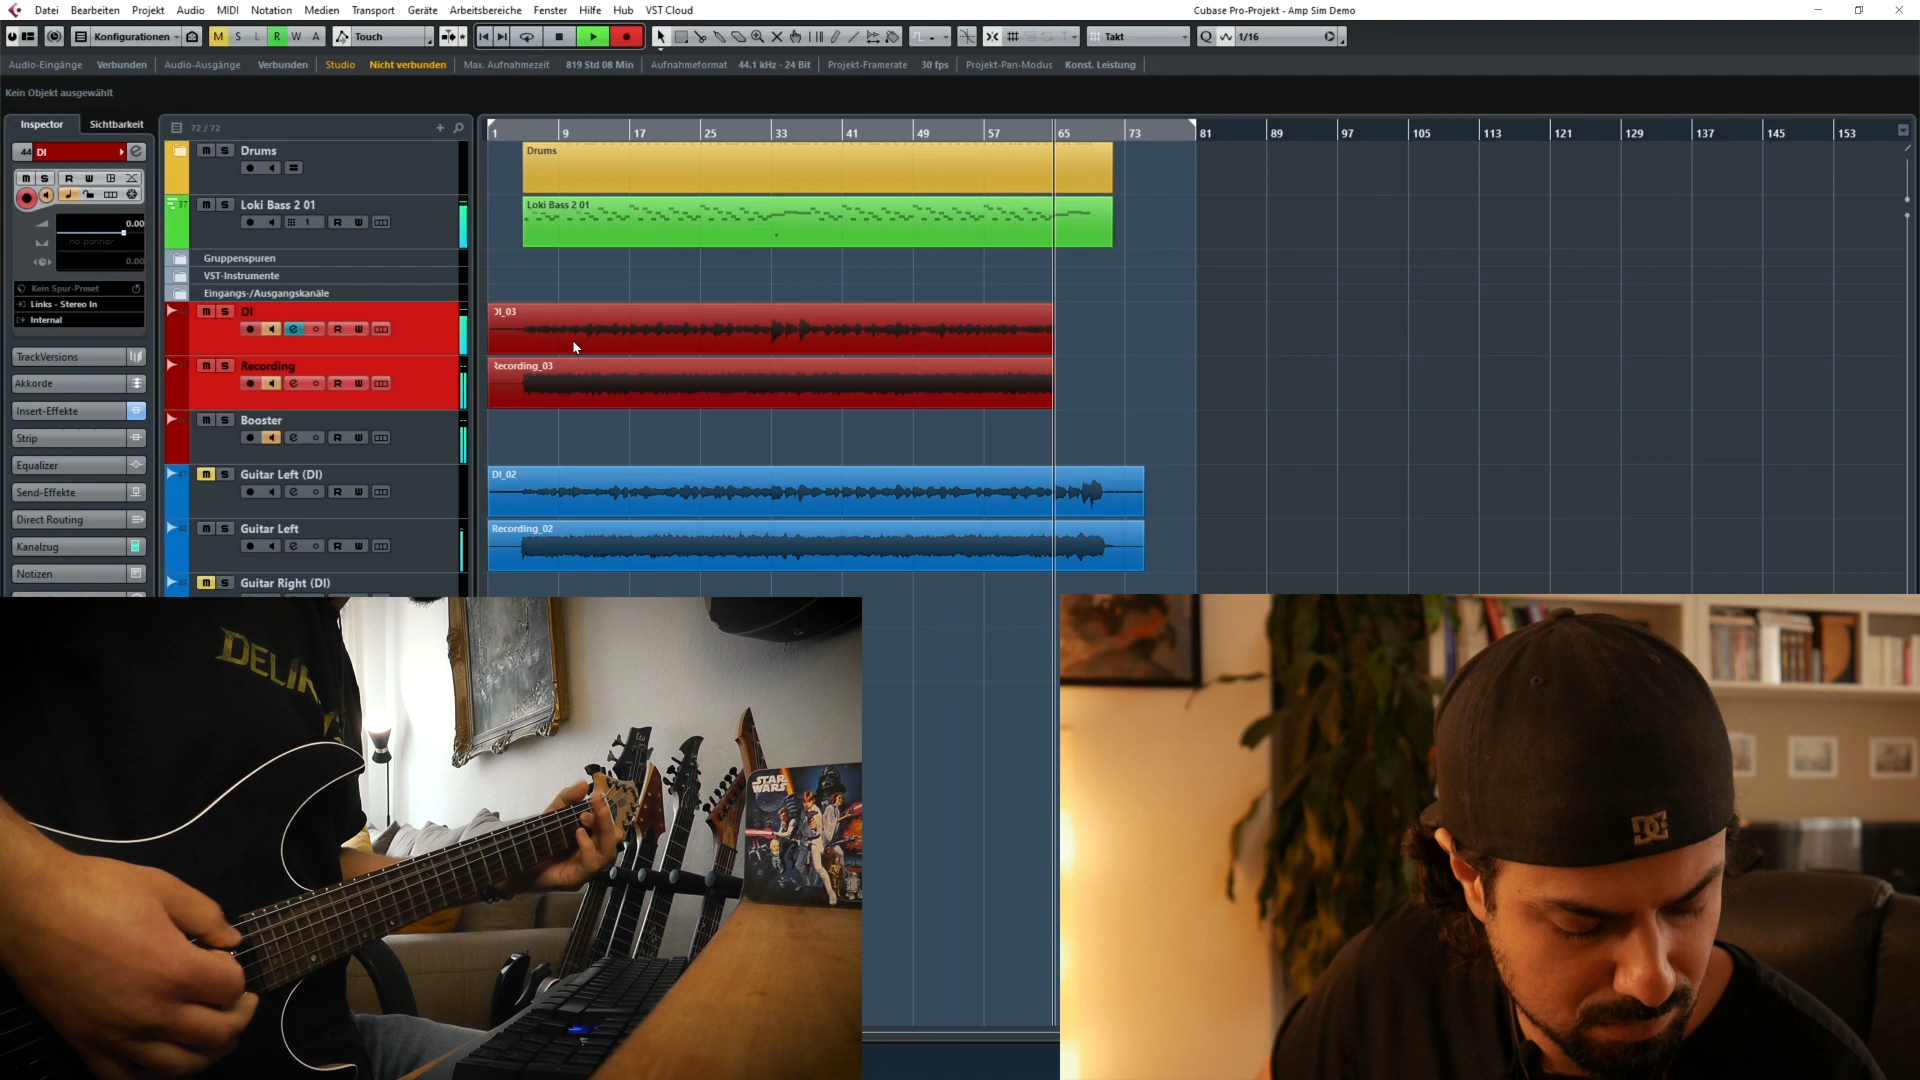 Datei Bearbeiten Projekt Audio MIDI Notation Medien Transport Geräte Arbeitsbereiche Fenster Hilfe Hub VST Cloud
Cubase Pro-Projekt - Amp Sim Demo
Konfigurationen M S L R W A Touch Takt Q 1/16
Audio-Eingänge Verbunden Audio-Ausgänge Verbunden Studio Nicht verbunden Max. Aufnahmezeit 819 Std 08 Min Aufnahmeformat 44.1 kHz - 24 Bit Projekt-Framerate 30 fps Projekt-Pan-Modus Konst. Leistung
Kein Objekt ausgewählt
Inspector Sichtbarkeit
72 / 72
1 9 17 25 33 41 49 57 65 73 81 89 97 105 113 121 129 137 145 153
44 DI
m S R W
0.00
no panner
0.00
Kein Spur-Preset
Links - Stereo In
Internal
TrackVersions
Akkorde
Insert-Effekte
Strip
Equalizer
Send-Effekte
Direct Routing
Kanalzug
Notizen
m S Drums
37 m S Loki Bass 2 01
1 R W
Gruppenspuren
VST-Instrumente
Eingangs-/Ausgangskanäle
m S DI
e R W
m S Recording
e R W
m S Booster
e R W
m S Guitar Left (DI)
e R W
m S Guitar Left
e R W
m S Guitar Right (DI)
Drums
Loki Bass 2 01
DI_03
Recording_03
DI_02
Recording_02
DELIR
STAR WARS
DC